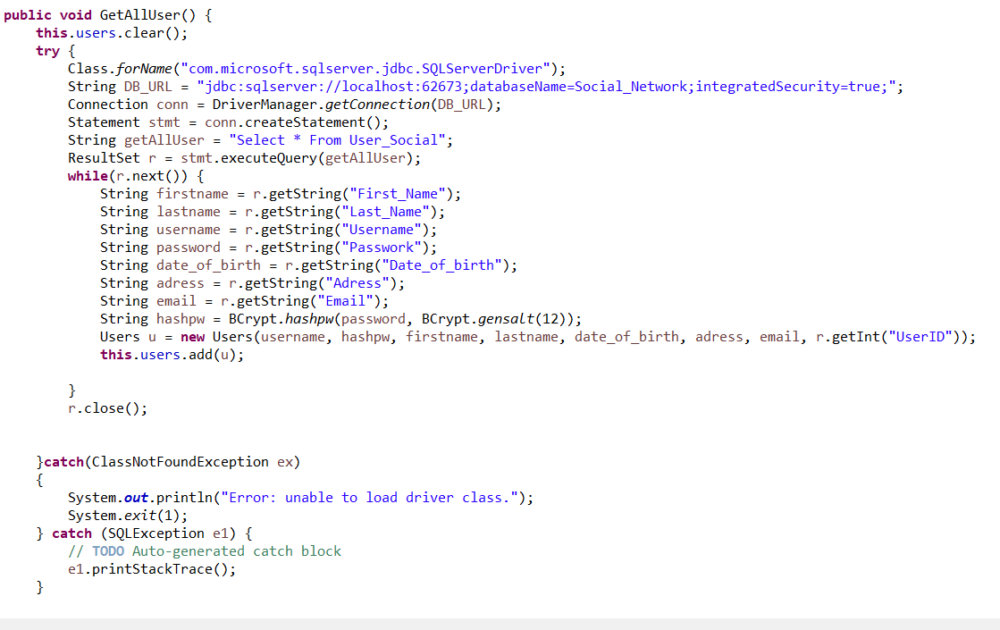 public void GetAllUser() {
this.users.clear();
try {
Class.forName("com.microsoft.sqlserver.jdbc.SQLServerDriver");
String DB_URL = "jdbc:sqlserver://localhost:62673;databaseName=Social_Network;integratedSecurity=true;";
Connection conn = DriverManager.getConnection(DB_URL);
Statement stmt = conn.createStatement();
String getAllUser = "Select * From User_Social";
ResultSet r = stmt.executeQuery(getAllUser);
while(r.next()) {
String firstname = r.getString("First_Name");
String lastname = r.getString("Last_Name");
String username = r.getString("Username");
String password = r.getString("Passwork");
String date_of_birth = r.getString("Date_of_birth");
String adress = r.getString("Adress");
String email = r.getString("Email");
String hashpw = BCrypt.hashpw(password, BCrypt.gensalt(12));
Users u = new Users(username, hashpw, firstname, lastname, date_of_birth, adress, email, r.getInt("UserID"));
this.users.add(u);
}
r.close();
}catch(ClassNotFoundException ex)
{
System.out.println("Error: unable to load driver class.");
System.exit(1);
} catch (SQLException e1) {
// TODO Auto-generated catch block
e1.printStackTrace();
}